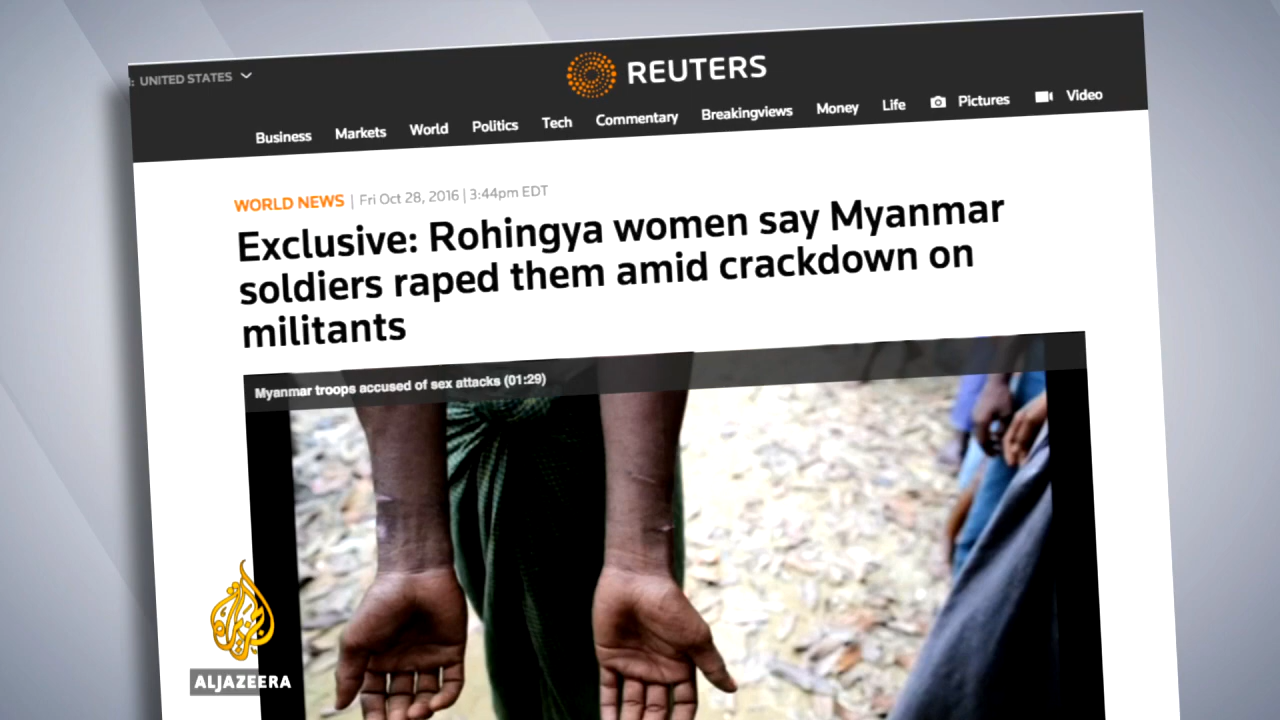 UNITED STATES
REUTERS
Business Markets World Politics Tech Commentary Breakingviews Money Life Pictures Video
WORLD NEWS | Fri Oct 28, 2016 | 3:44pm EDT
Exclusive: Rohingya women say Myanmar
soldiers raped them amid crackdown on
militants
Myanmar troops accused of sex attacks (01:29)
ALJAZEERA